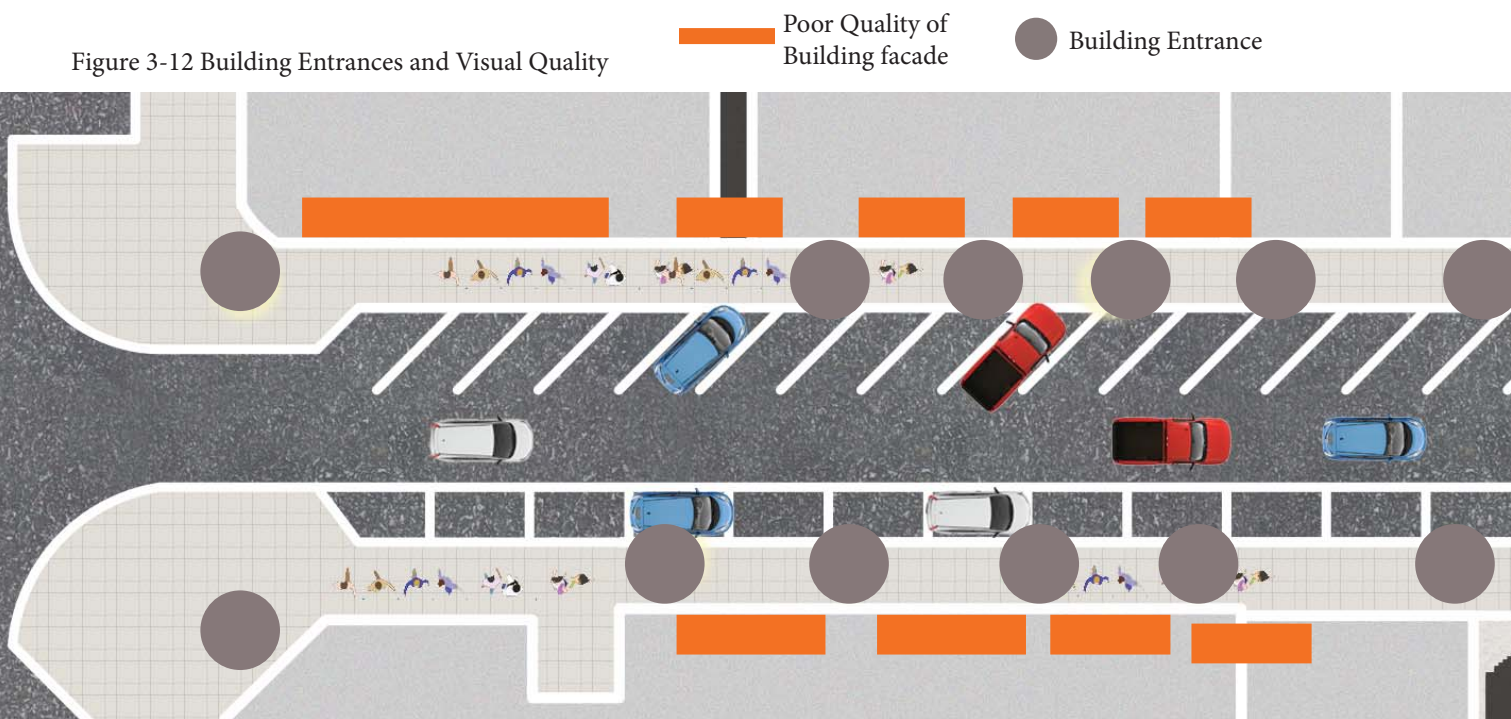 Figure 3-12 Building Entrances and Visual Quality
Poor Quality of
Building facade
Building Entrance